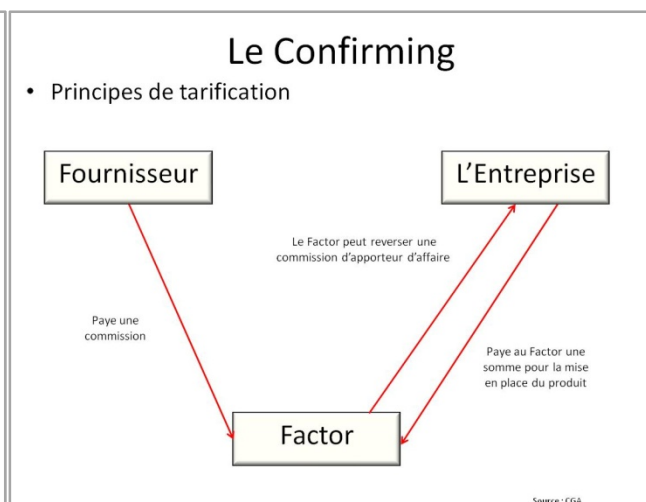 Le Confirming
• Principes de tarification
Fournisseur
L'Entreprise
Le Factor peut reverser une
commission d'apporteur d'affaire
Paye une
commission
Paye au Factor une
somme pour la mise
en place du produit
Factor
Source : CGA